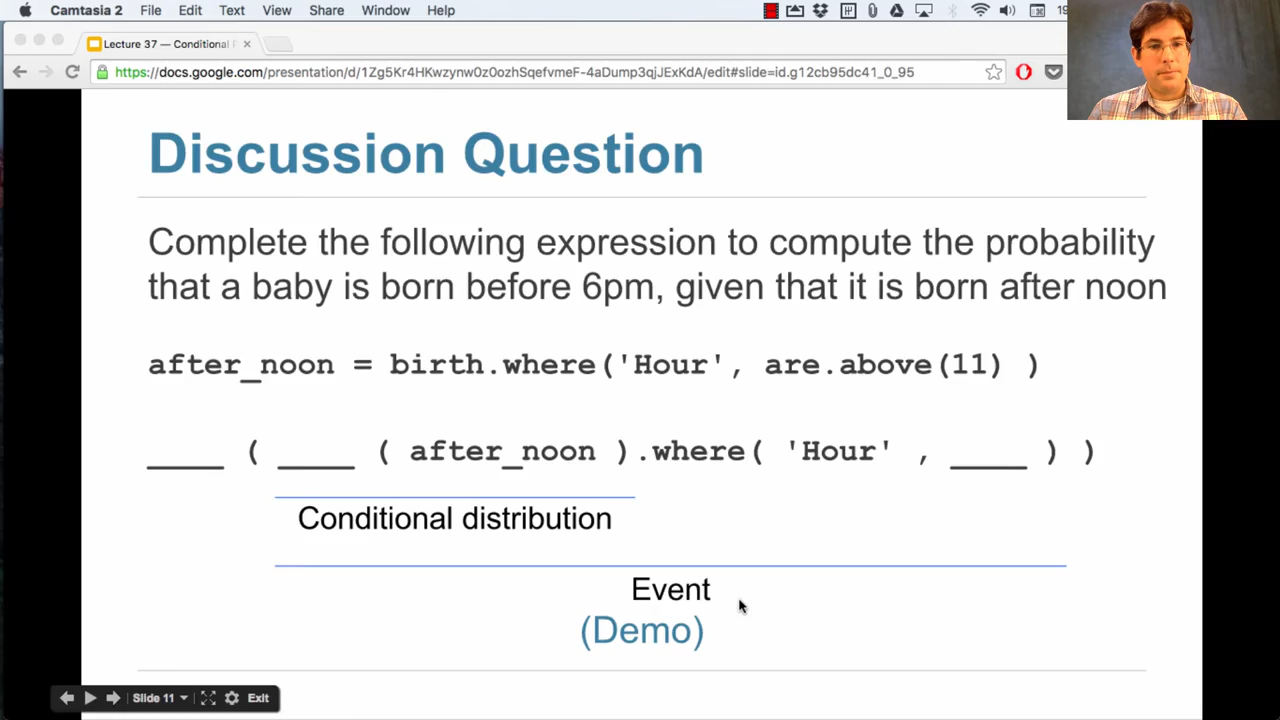 Camtasia 2 File Edit Text View Share Window Help
Lecture 37 — Conditional
https://docs.google.com/presentation/d/1Zg5Kr4HKwzynw0z0ozhSqefvmeF-4aDump3qjJExKdA/edit#slide=id.g12cb95dc41_0_95
Discussion Question
Complete the following expression to compute the probability
that a baby is born before 6pm, given that it is born after noon
after_noon = birth.where('Hour', are.above(11) )
____ ( ____ ( after_noon ).where( 'Hour' , ____ ) )
Conditional distribution
Event
(Demo)
Slide 11 Exit